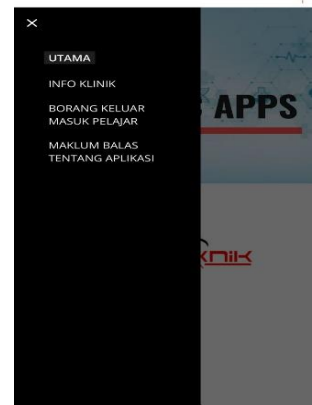 UTAMA
INFO KLINIK
BORANG KELUAR
MASUK PELAJAR
MAKLUM BALAS
TENTANG APLIKASI
APPS